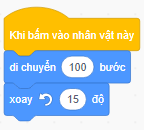 Khi bấm vào nhân vật này
di chuyển 100 bước
xoay 15 độ